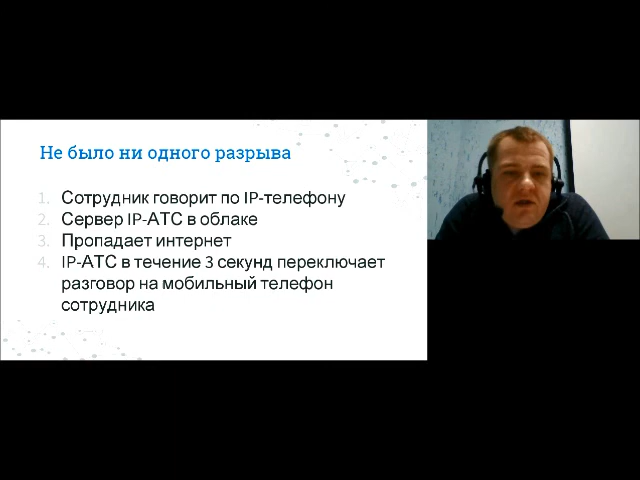 Не было ни одного разрыва
1. Сотрудник говорит по IP-телефону
2. Сервер IP-АТС в облаке
3. Пропадает интернет
4. IP-АТС в течение 3 секунд переключает
разговор на мобильный телефон
сотрудника